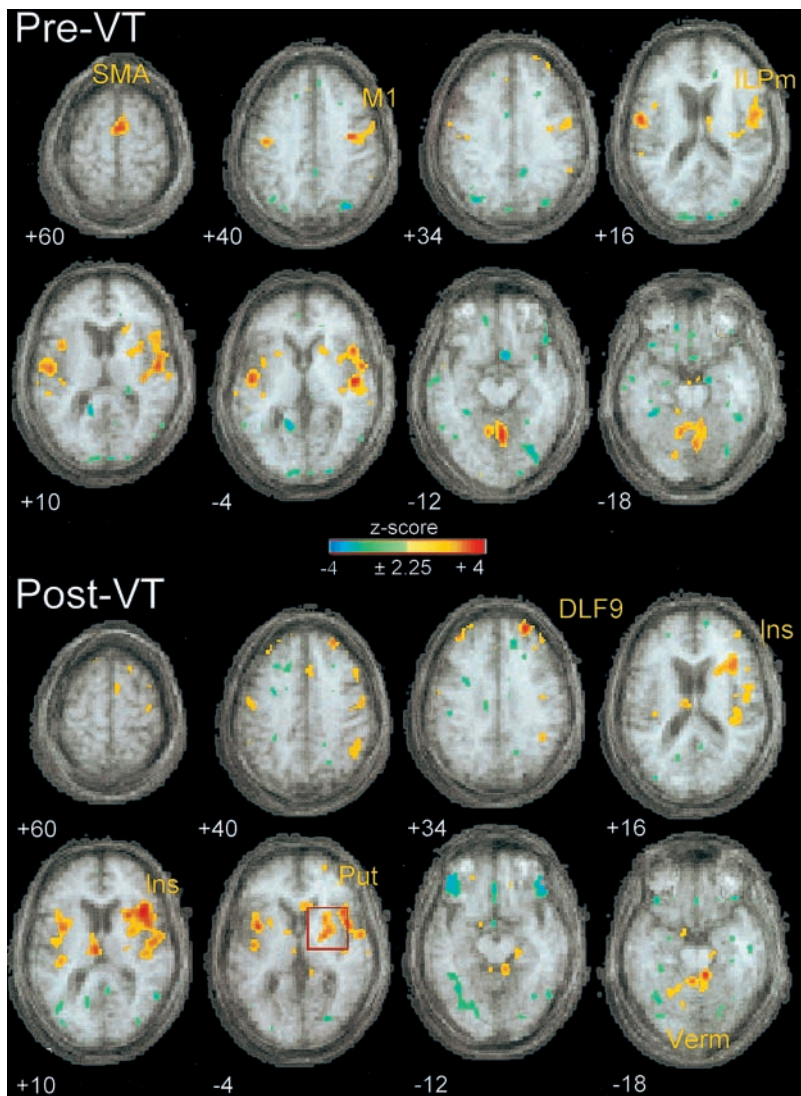 Pre-VT
SMA
M1
ILPm
+60
+40
+34
+16
+10
-4
-12
-18
z-score
-4
± 2.25
+ 4
Post-VT
DLF9
Ins
+60
+40
+34
+16
Ins
Put
Verm
+10
-4
-12
-18